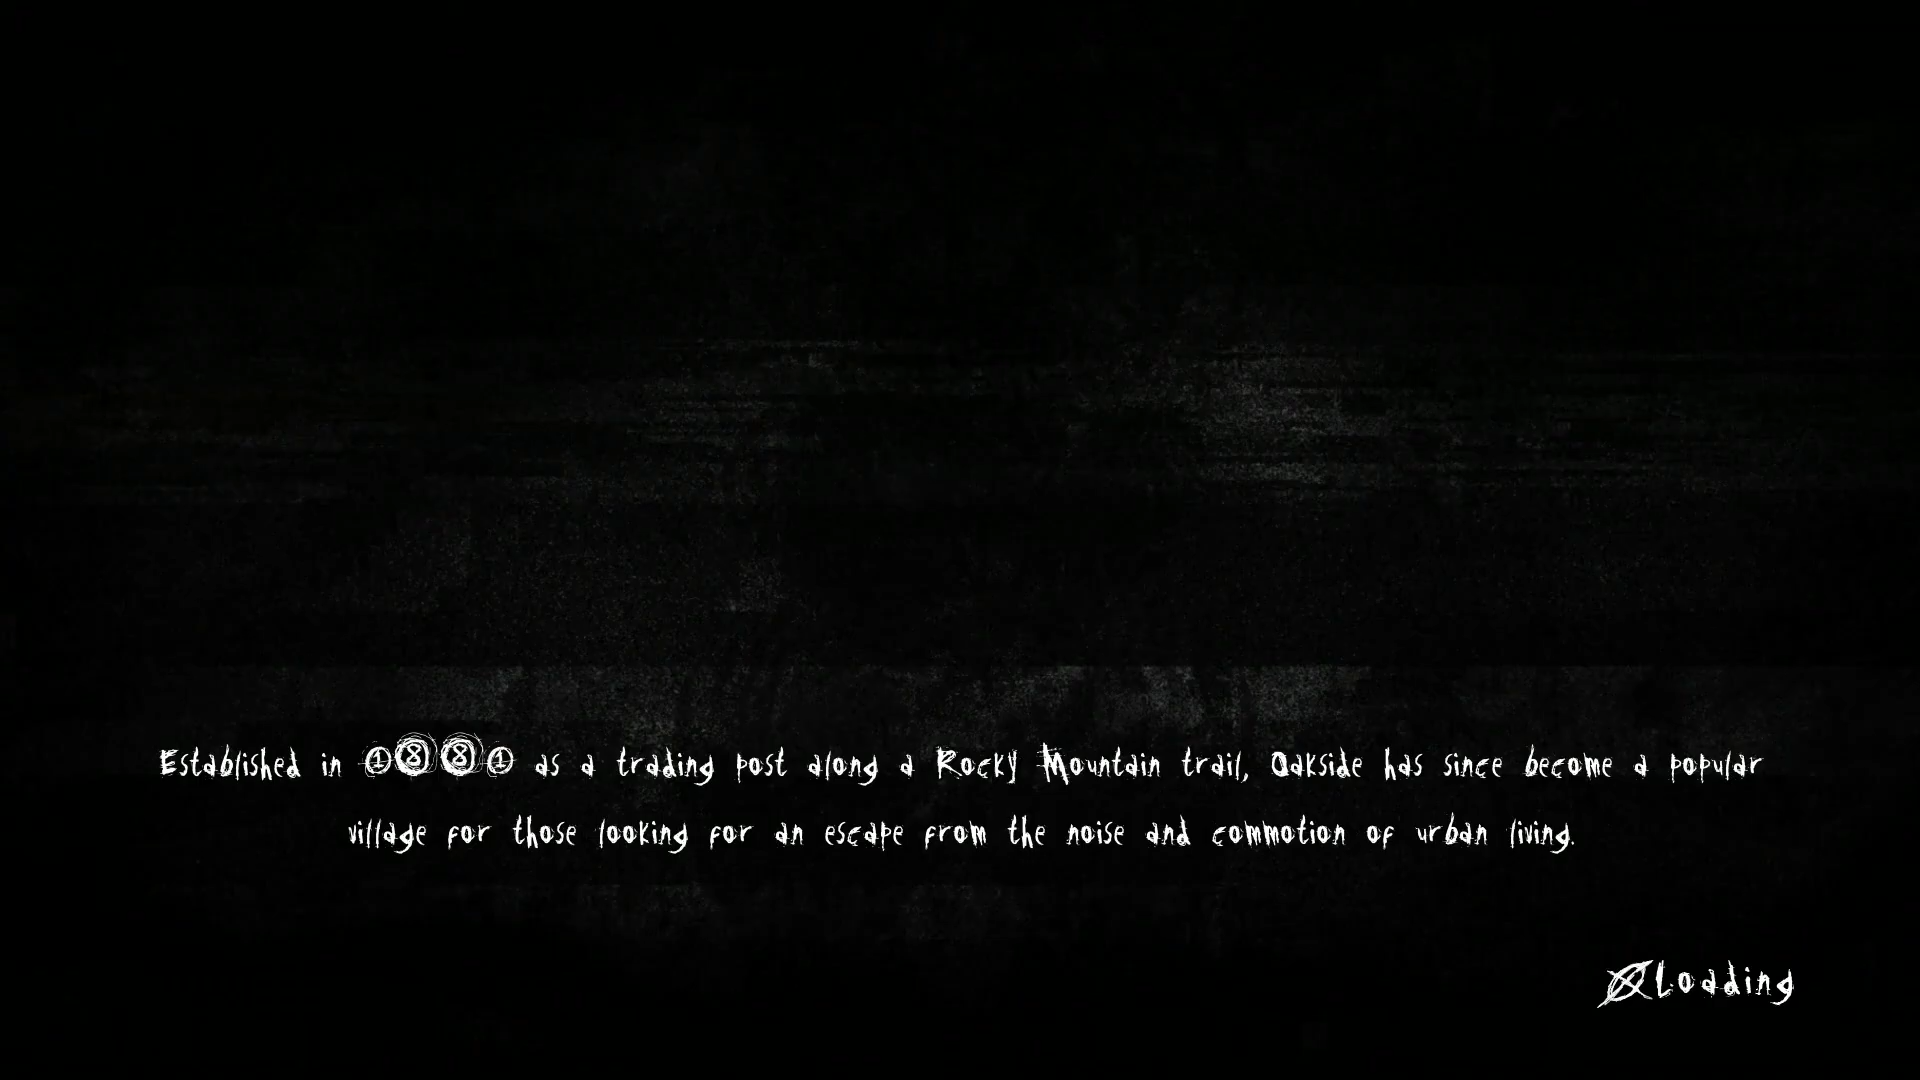 Established in 1881 as a trading post along a Rocky Mountain trail, Oakside has since become a popular
village for those looking for an escape from the noise and commotion of urban living.
Loading